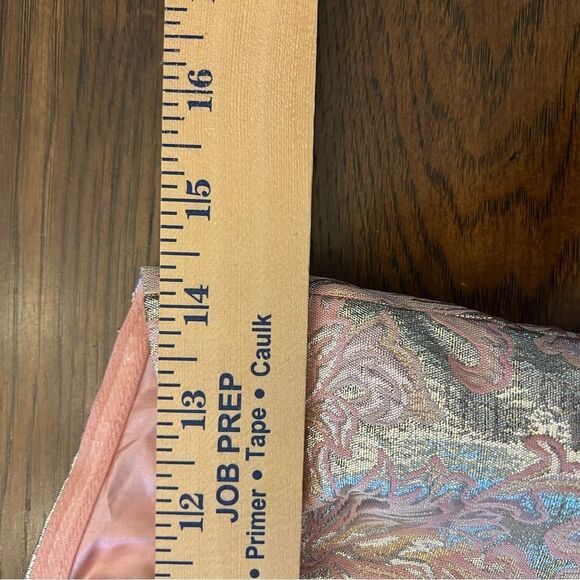 16
15
14
13
12
JOB PREP
• Primer • Tape • Caulk